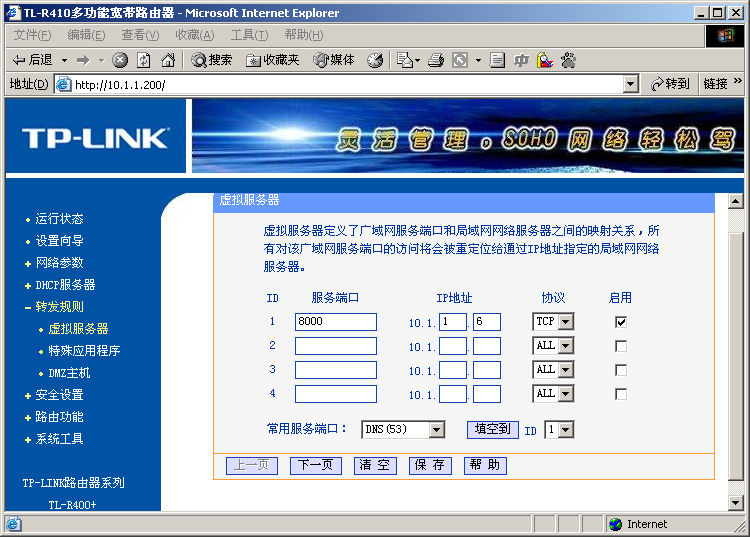 TL-R410多功能宽带路由器 - Microsoft Internet Explorer
文件(F) 编辑(E) 查看(V) 收藏(A) 工具(T) 帮助(H)
后退 搜索 收藏夹 媒体
地址(D) http://10.1.1.200/ 转到 链接 »
TP-LINK® 灵活管理。SOHO网络轻松驾
虚拟服务器
虚拟服务器定义了广域网服务端口和局域网网络服务器之间的映射关系，所
有对该广域网服务端口的访问将会被重定位给通过IP地址指定的局域网网络
服务器。
ID 服务端口 IP地址 协议 启用
1 8000 10.1. 1 . 6 TCP
2 10.1. . ALL
3 10.1. . ALL
4 10.1. . ALL
常用服务端口： DNS(53) 填空到 ID 1
上一页 下一页 清 空 保 存 帮 助
运行状态
设置向导
+ 网络参数
+ DHCP服务器
- 转发规则
虚拟服务器
特殊应用程序
DMZ主机
+ 安全设置
+ 路由功能
+ 系统工具
TP-LINK路由器系列
TL-R400+
Internet